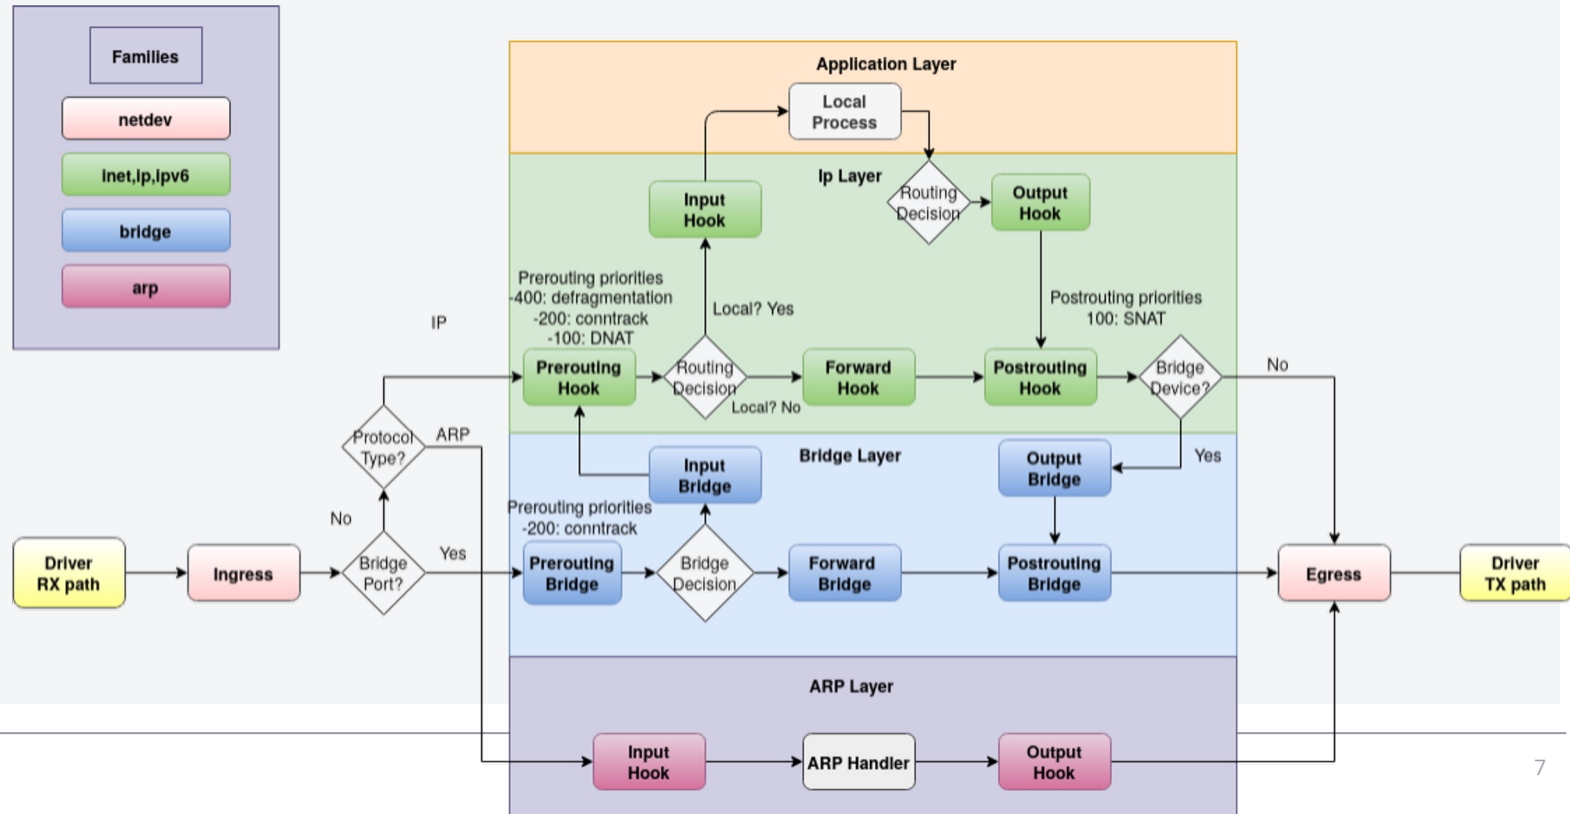 Families
netdev
inet,ip,ipv6
bridge
arp
Application Layer
Local
Process
Ip Layer
Input
Hook
Routing
Decision
Output
Hook
Prerouting priorities
-400: defragmentation
-200: conntrack
-100: DNAT
Local? Yes
Postrouting priorities
100: SNAT
IP
Prerouting
Hook
Routing
Decision
Local? No
Forward
Hook
Postrouting
Hook
Bridge
Device?
No
Yes
Protocol
Type?
ARP
Bridge Layer
Input
Bridge
Output
Bridge
Prerouting priorities
-200: conntrack
No
Driver
RX path
Ingress
Bridge
Port?
Yes
Prerouting
Bridge
Bridge
Decision
Forward
Bridge
Postrouting
Bridge
Egress
Driver
TX path
ARP Layer
Input
Hook
ARP Handler
Output
Hook
7